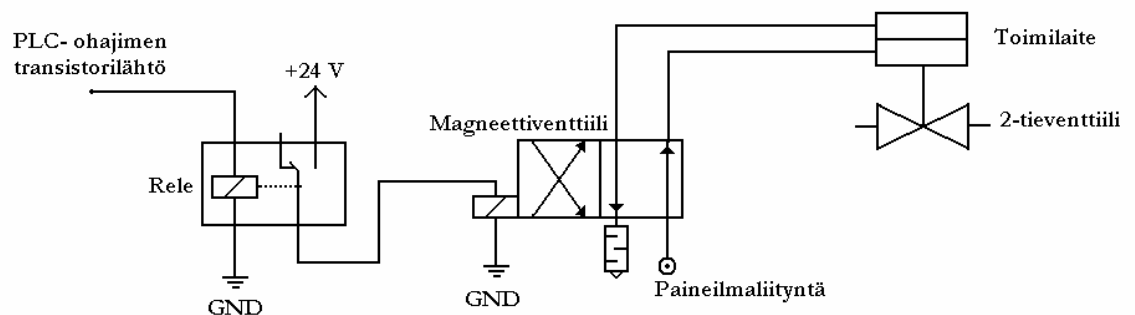 PLC- ohajimen
transistorilähtö
+24 V
Toimilaite
Magneettiventtiili
2-tieventtiili
Rele
Paineilmaliityntä
GND
GND